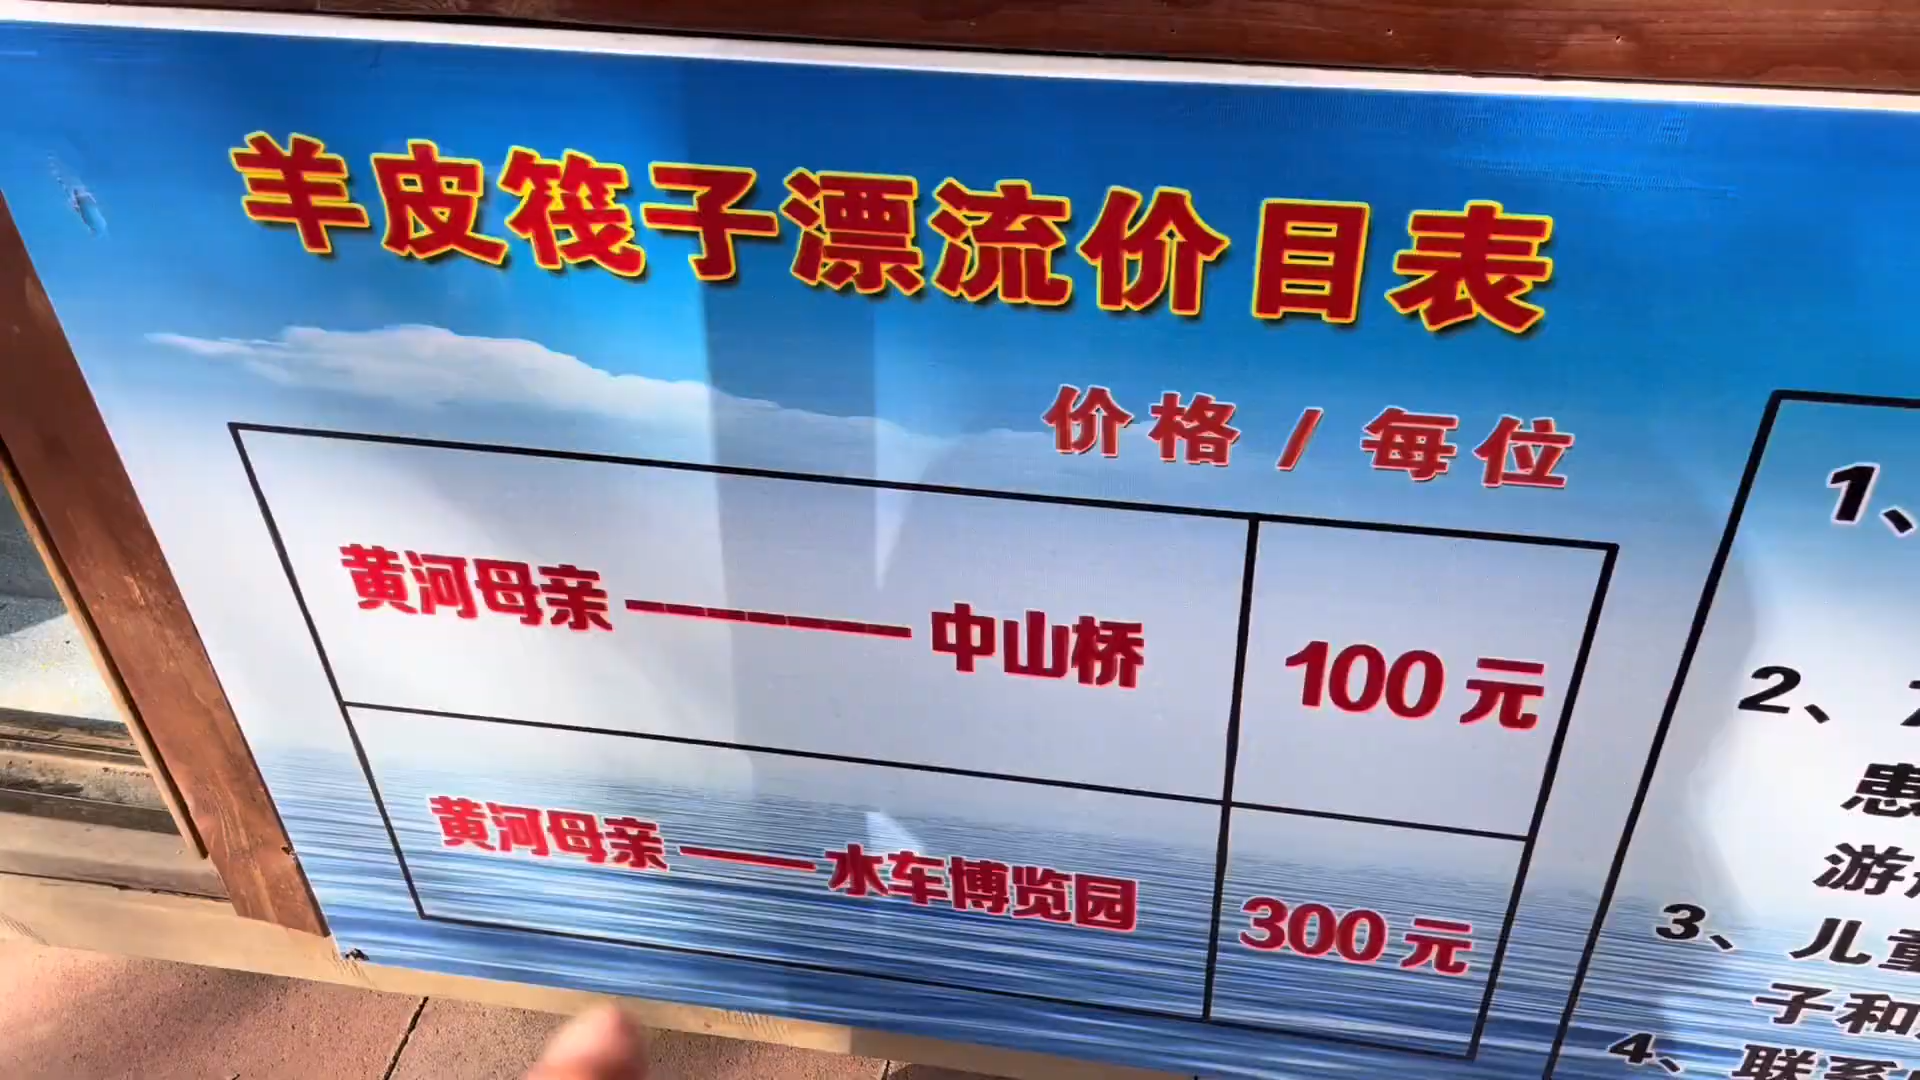 羊皮筏子漂流价目表
价格/每位
黄河母亲————中山桥 100元
黄河母亲——水车博览园 300元
1、
2、
患
游
3、儿童
子和
4、联系